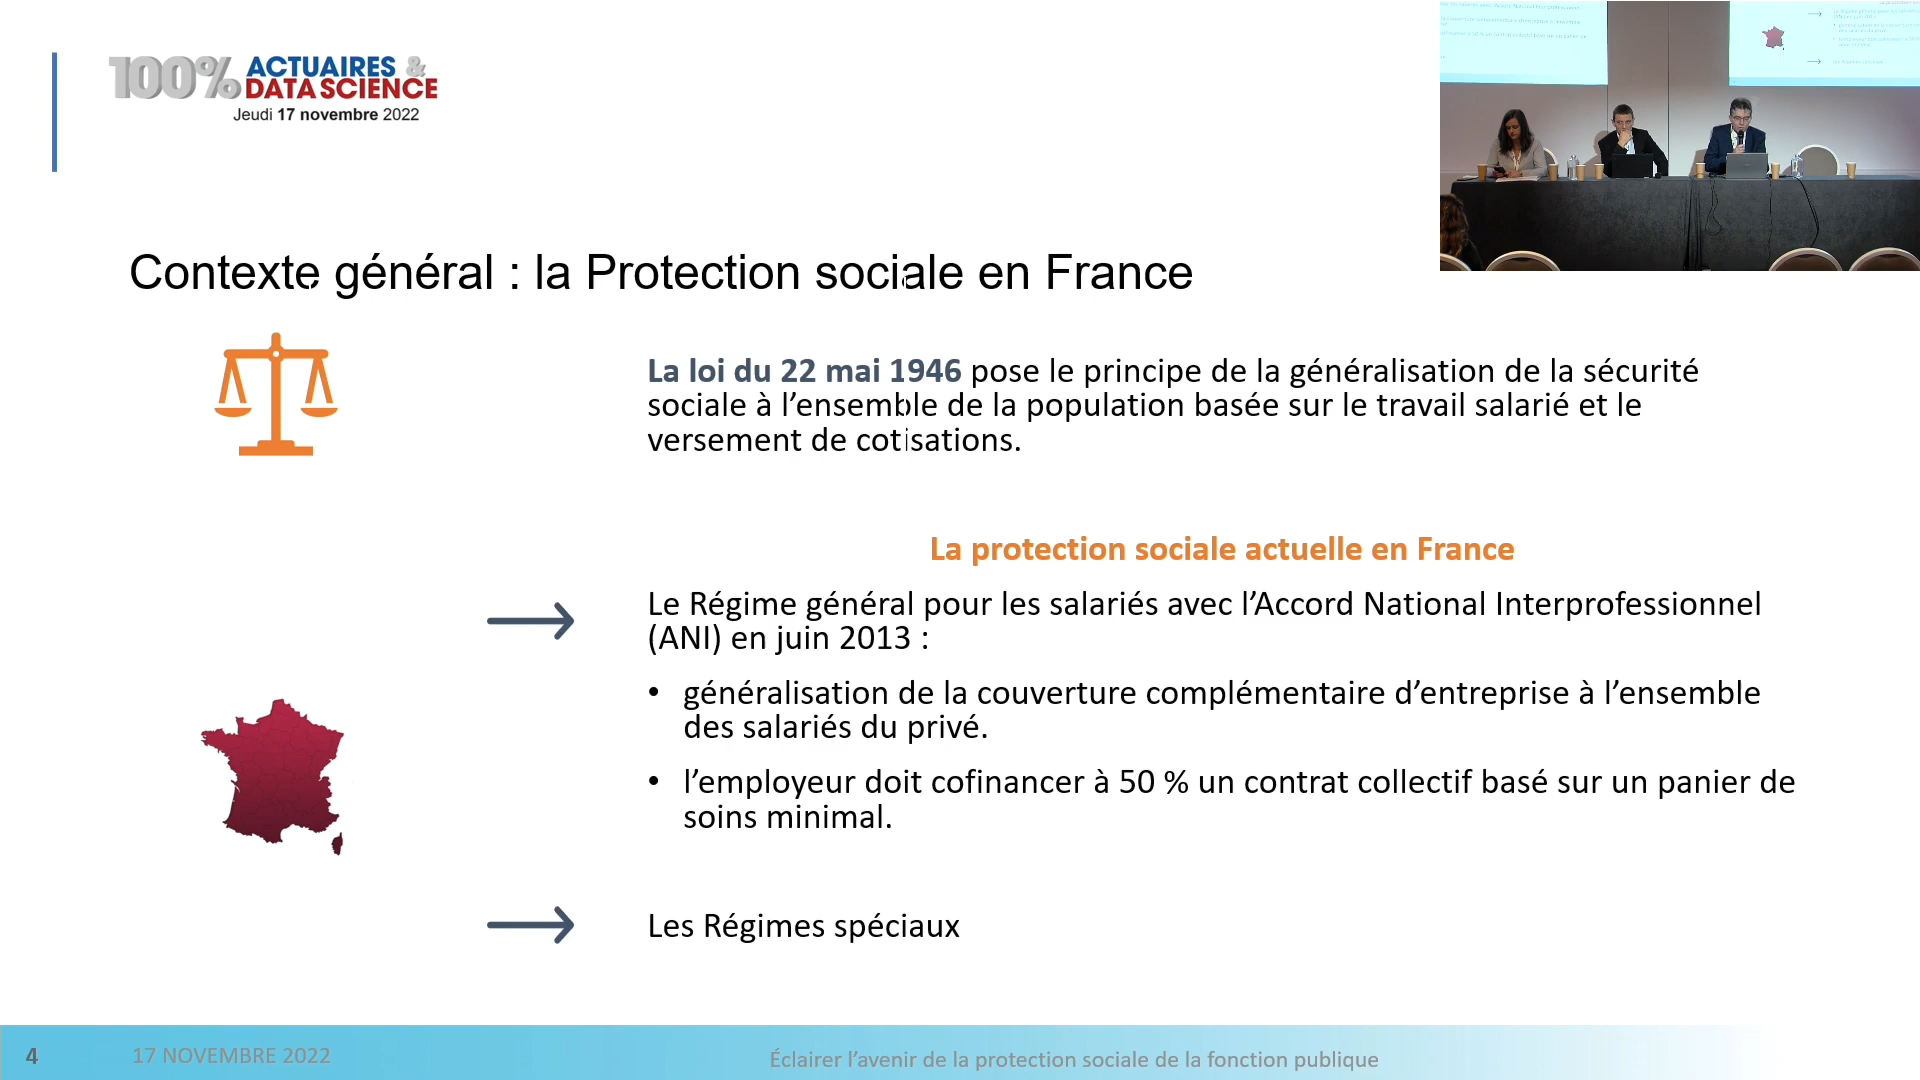 100% ACTUAIRES &
DATA SCIENCE
Jeudi 17 novembre 2022
Contexte général : la Protection sociale en France
La loi du 22 mai 1946 pose le principe de la généralisation de la sécurité
sociale à l’ensemble de la population basée sur le travail salarié et le
versement de cotisations.
La protection sociale actuelle en France
Le Régime général pour les salariés avec l’Accord National Interprofessionnel
(ANI) en juin 2013 :
• généralisation de la couverture complémentaire d’entreprise à l’ensemble
des salariés du privé.
• l’employeur doit cofinancer à 50 % un contrat collectif basé sur un panier de
soins minimal.
Les Régimes spéciaux
4
17 NOVEMBRE 2022
Éclairer l’avenir de la protection sociale de la fonction publique